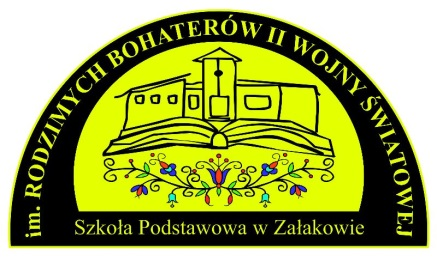 im. RODZIMYCH BOHATERÓW II WOJNY ŚWIATOWEJ
Szkoła Podstawowa w Załakowie